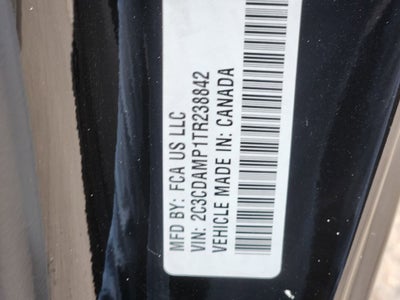 MFD BY: FCA US LLC
VIN: 2C3CDAMP1TR238842
VEHICLE MADE IN: CANADA